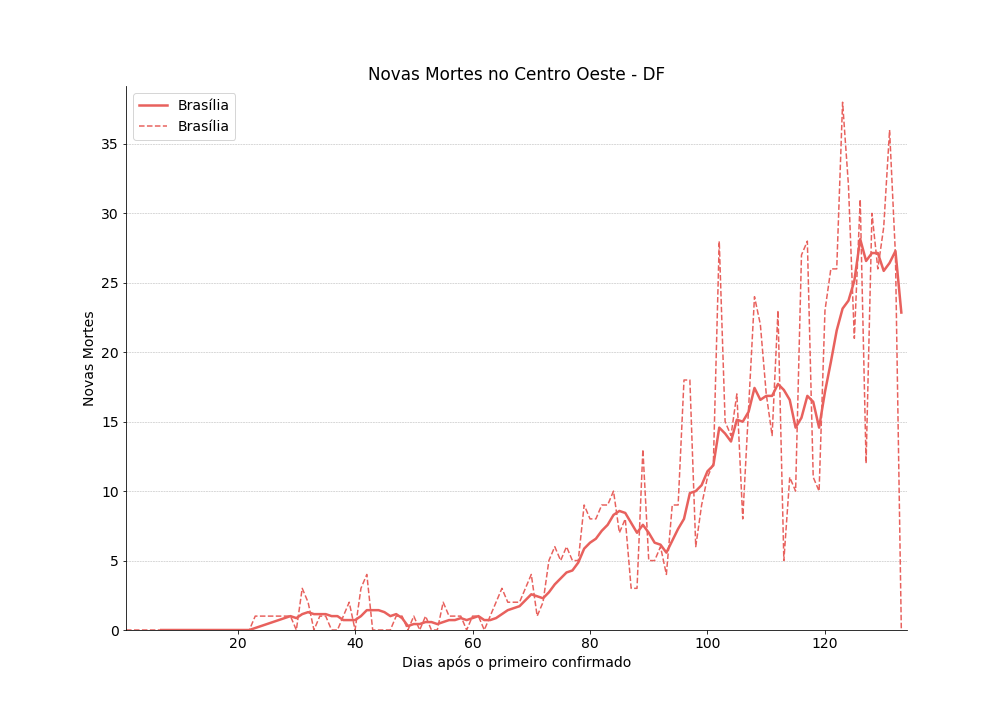 Novas Mortes no Centro Oeste - DF
Brasília
Brasília
35
30
25
20
15
10
5
0
Novas Mortes
20 40 60 80 100 120
Dias após o primeiro confirmado